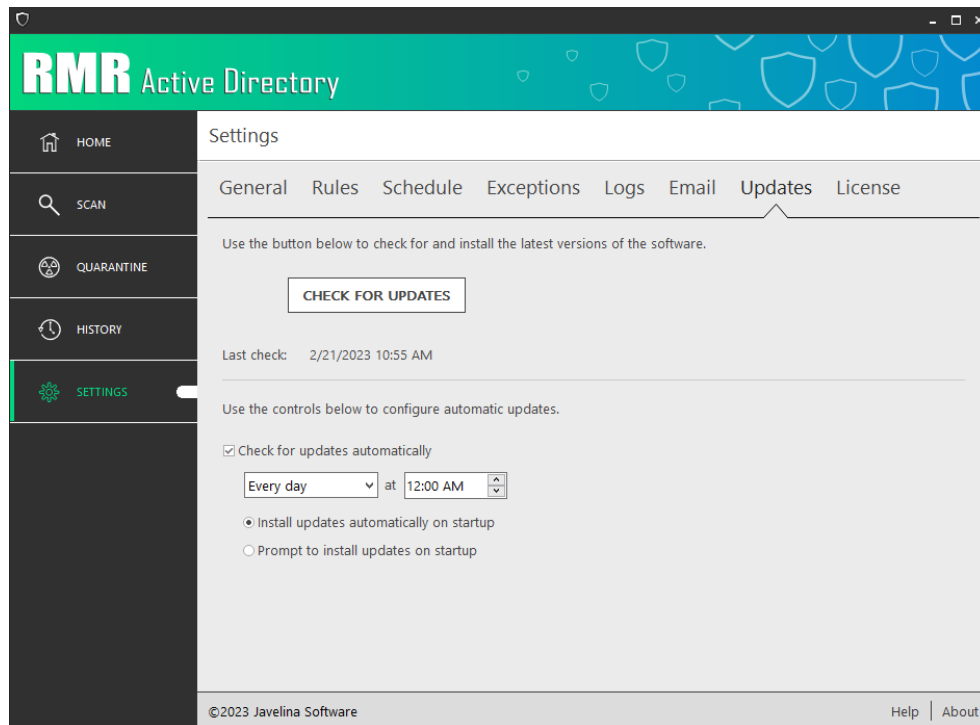 RMR Active Directory
HOME
SCAN
QUARANTINE
HISTORY
SETTINGS
Settings
General Rules Schedule Exceptions Logs Email Updates License
Use the button below to check for and install the latest versions of the software.
CHECK FOR UPDATES
Last check: 2/21/2023 10:55 AM
Use the controls below to configure automatic updates.
Check for updates automatically
Every day at 12:00 AM
Install updates automatically on startup
Prompt to install updates on startup
©2023 Javelina Software
Help | About